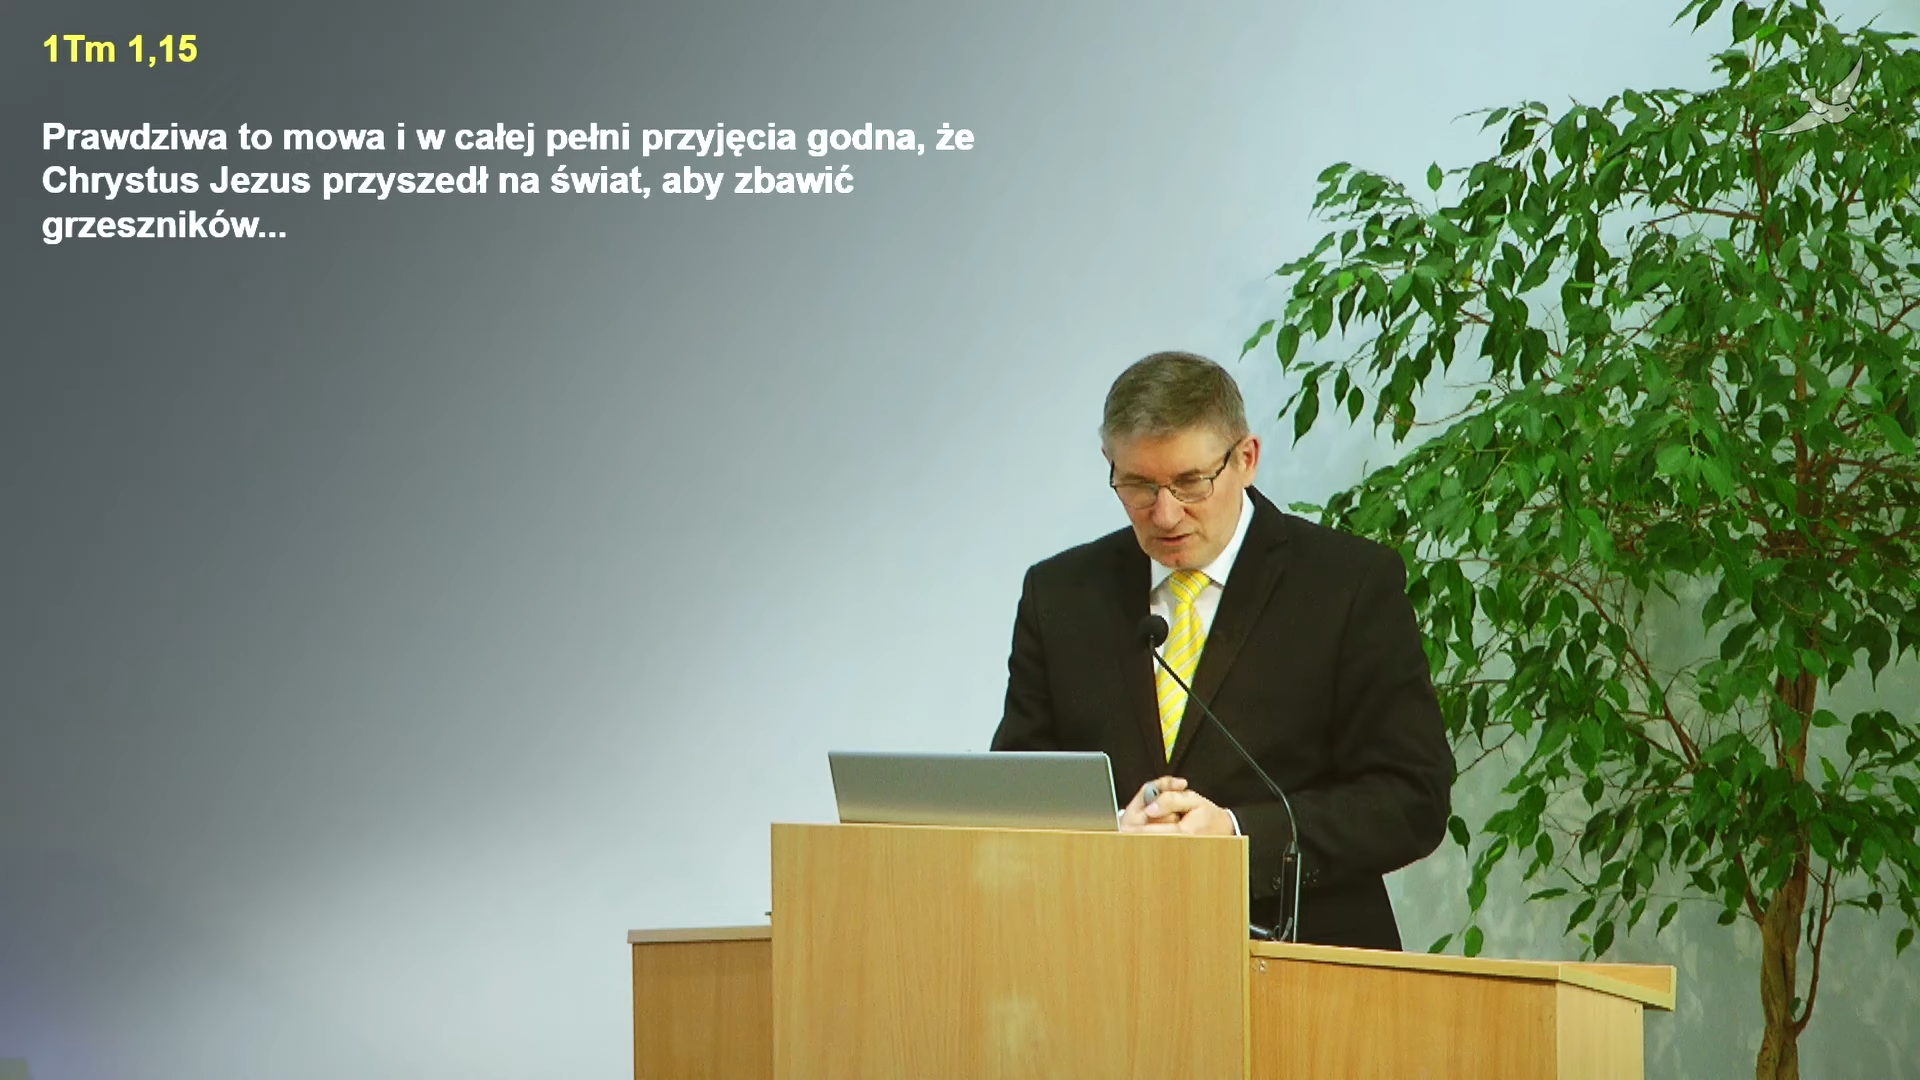 1Tm 1,15
Prawdziwa to mowa i w całej pełni przyjęcia godna, że
Chrystus Jezus przyszedł na świat, aby zbawić
grzeszników...